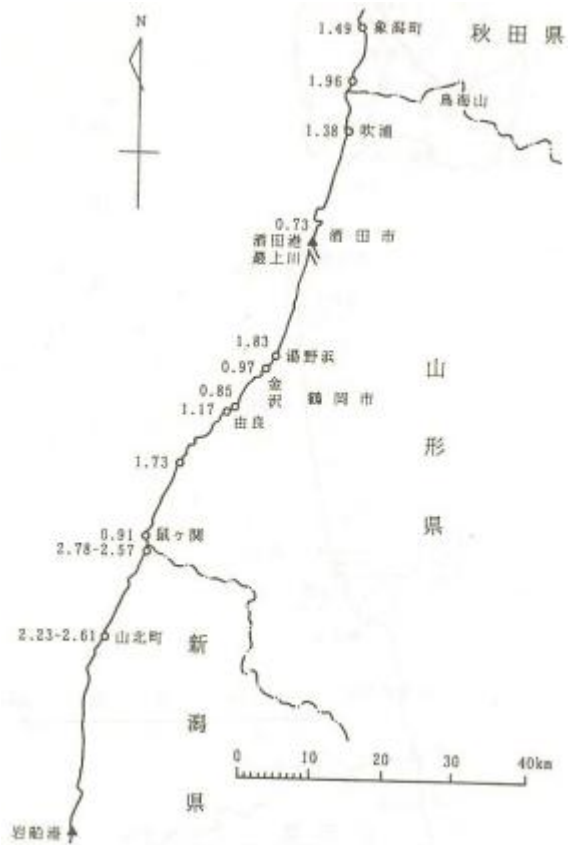 N
1.49 象潟町
秋田県
1.96
鳥海山
1.38 吹浦
0.73
酒田港 酒田市
最上川
1.83 湯野浜
0.97
金沢
0.85
鶴岡市
1.17
由良
山形県
1.73
0.91 鼠ヶ関
2.78-2.57
2.23-2.61 山北町
新潟県
0 10 20 30 40km
岩船港